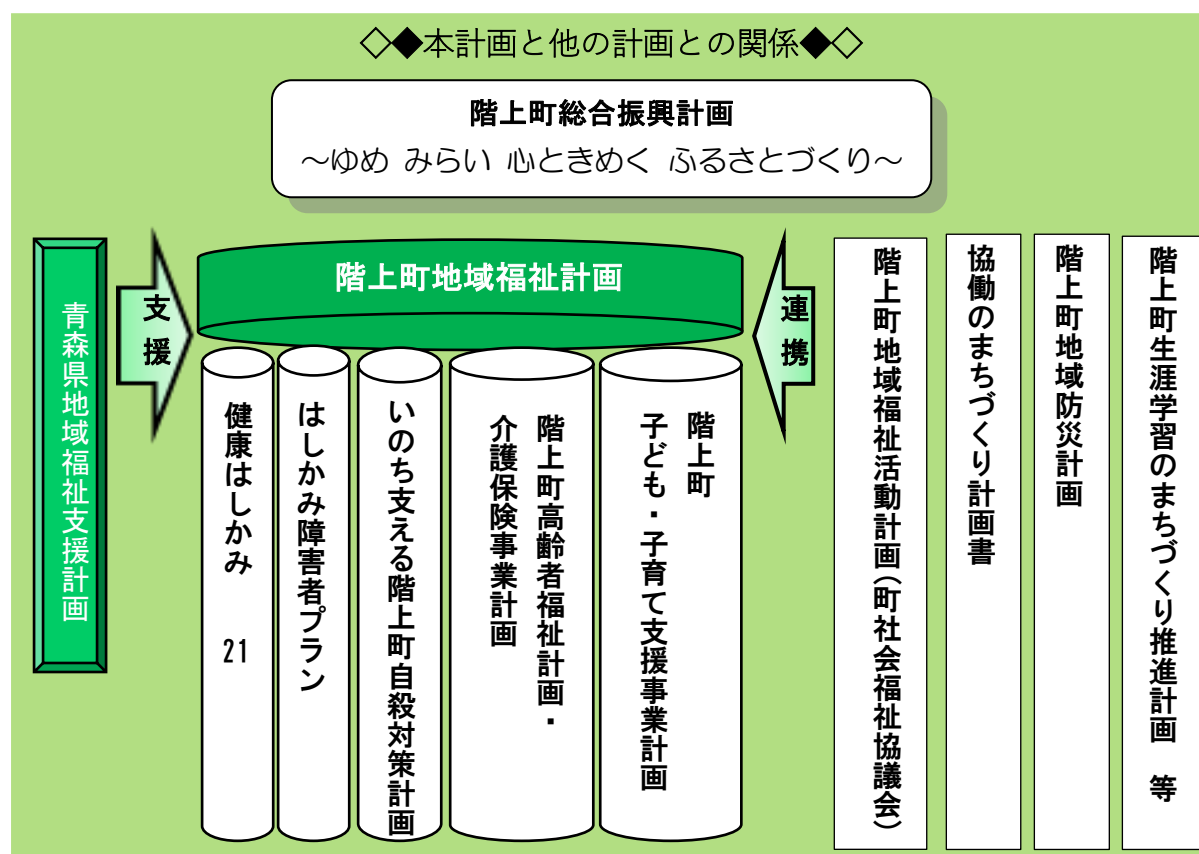 ◇◆本計画と他の計画との関係◆◇
階上町総合振興計画
～ゆめ みらい 心ときめく ふるさとづくり～
青森県地域福祉支援計画
支援
階上町地域福祉計画
連携
健康はしかみ 21
はしかみ障害者プラン
いのち支える階上町自殺対策計画
階上町高齢者福祉計画・
介護保険事業計画
階上町
子ども・子育て支援事業計画
階上町地域福祉活動計画（町社会福祉協議会）
協働のまちづくり計画書
階上町地域防災計画
階上町生涯学習のまちづくり推進計画 等